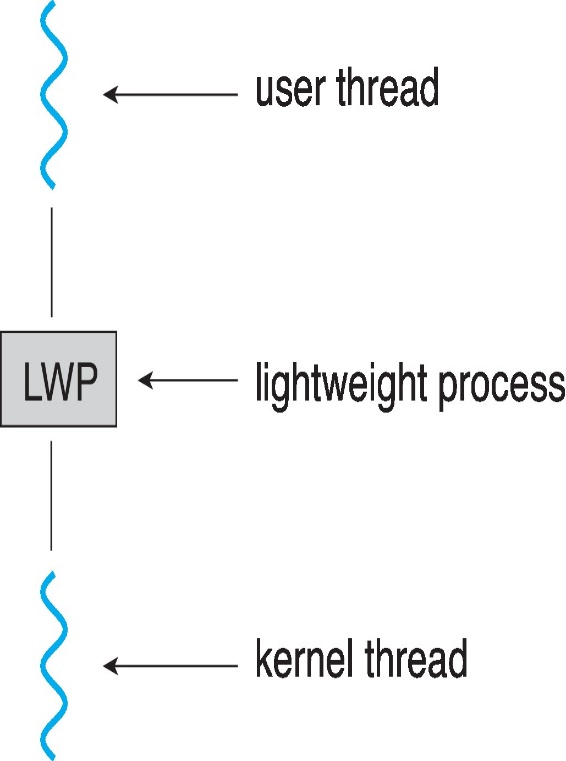 user thread
LWP
lightweight process
kernel thread